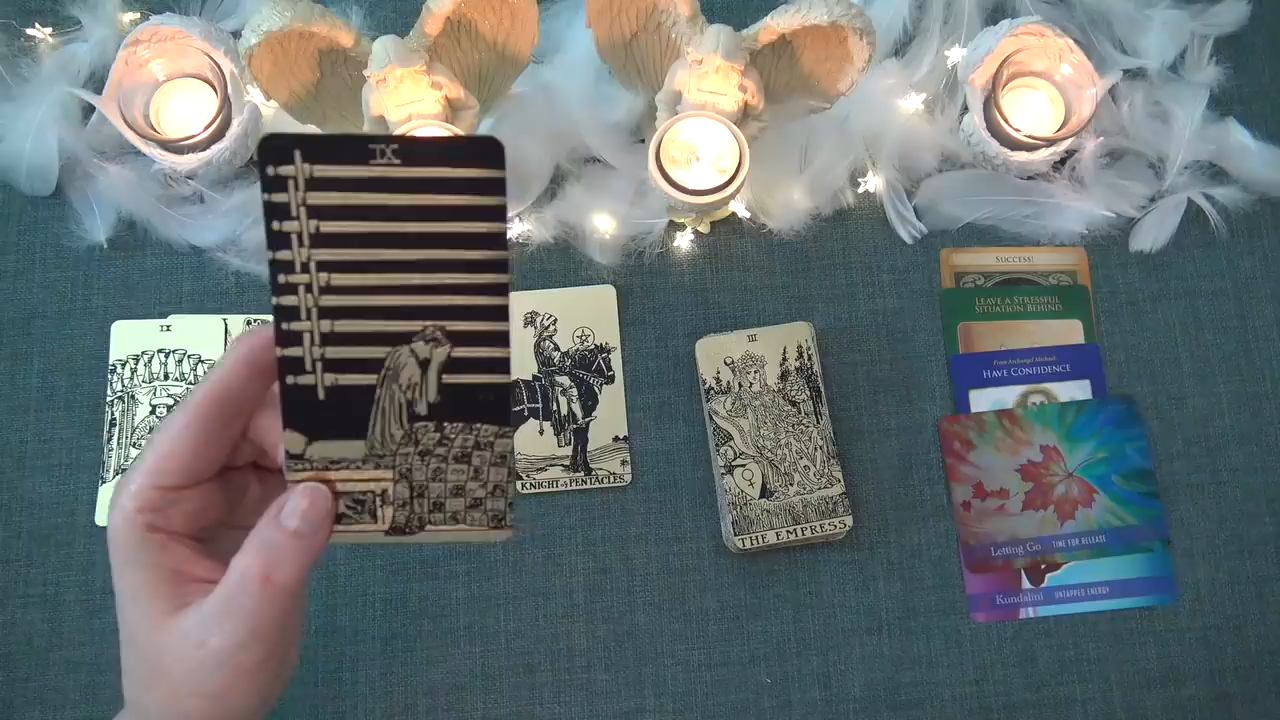 IX
IX
KNIGHT of PENTACLES.
III
THE EMPRESS.
SUCCESS!
LEAVE A STRESSFUL
SITUATION BEHIND
From Archangel Michael:
HAVE CONFIDENCE
Letting Go TIME FOR RELEASE
Kundalini UNTAPPED ENERGY